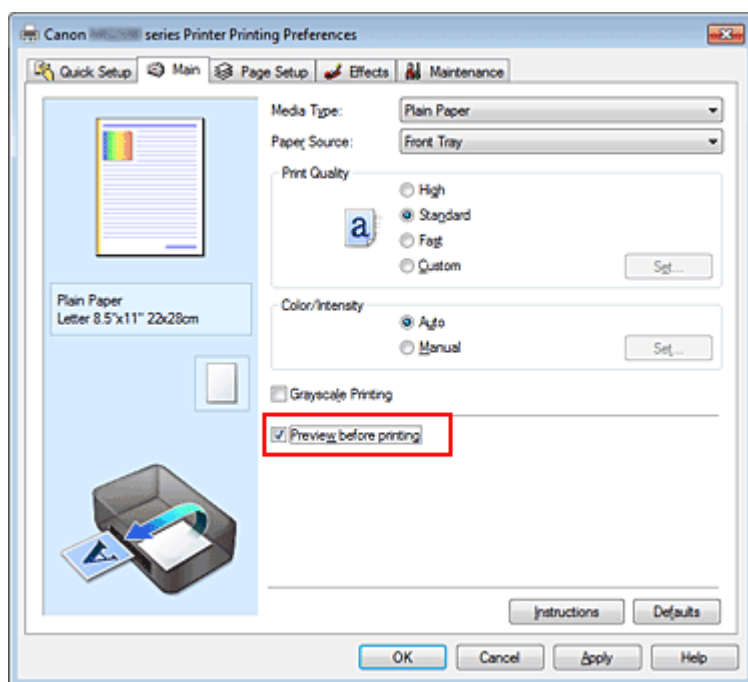 Canon series Printer Printing Preferences
Quick Setup Main Page Setup Effects Maintenance
Media Type: Plain Paper
Paper Source: Front Tray
Print Quality
High
Standard
Fast
Custom Set...
Color/Intensity
Auto
Manual Set...
Grayscale Printing
Preview before printing
Plain Paper
Letter 8.5"x11" 22x28cm
Instructions Defaults
OK Cancel Apply Help